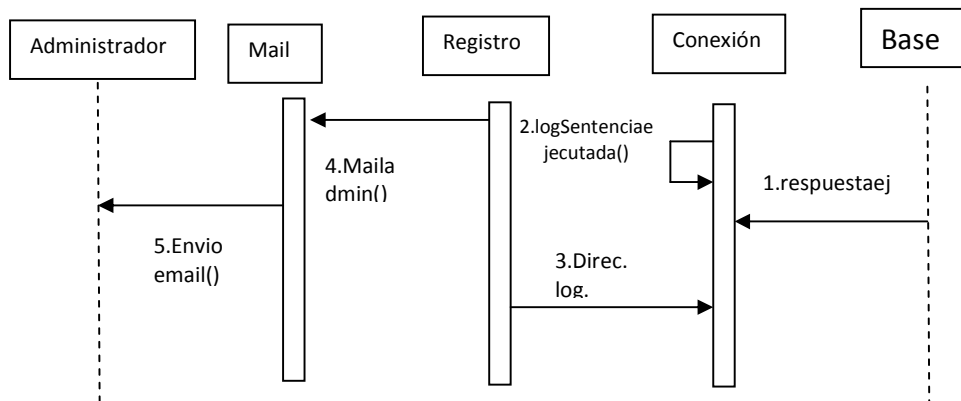 Administrador
Mail
Registro
Conexión
Base
2.logSentenciae
jecutada()
4.Maila
dmin()
1.respuestaej
5.Envio
email()
3.Direc.
log.